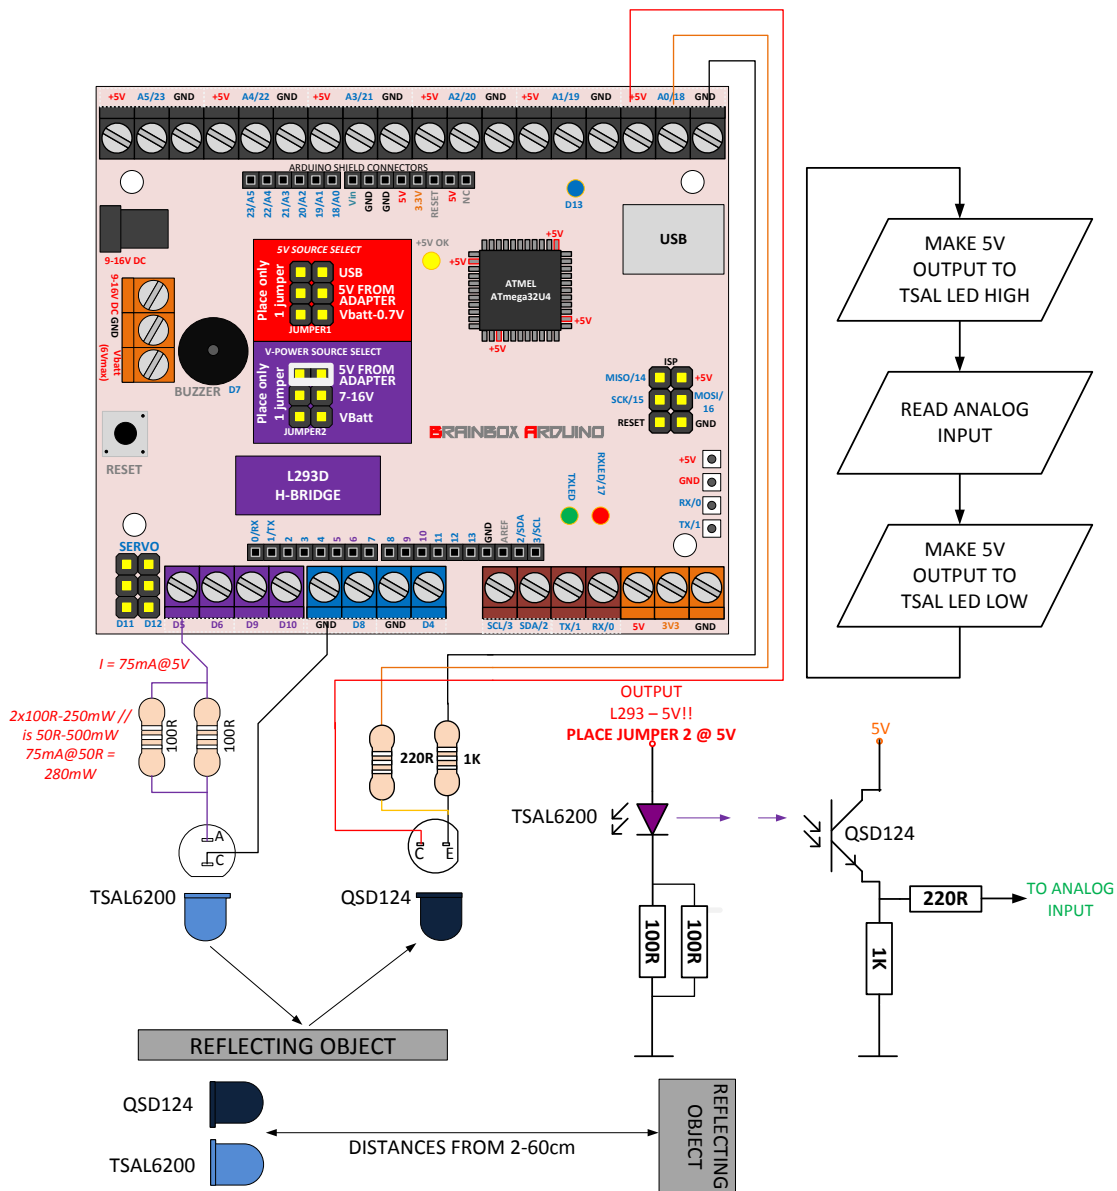 +5V A5/23 GND +5V A4/22 GND +5V A3/21 GND +5V A2/20 GND +5V A1/19 GND +5V A0/18 GND
ARDUINO SHIELD CONNECTORS
23/A5
22/A4
21/A3
20/A2
19/A1
18/A0
Vin
GND
GND
5V
3.3V
RESET
5V
NC
D13
USB
9-16V DC
9-16V DC
GND
Vbatt
(6Vmax)
5V SOURCE SELECT
Place only
1 jumper
USB
5V FROM
ADAPTER
Vbatt-0.7V
JUMPER1
+5V OK
+5V
+5V
+5V
+5V
ATMEL
ATmega32U4
V-POWER SOURCE SELECT
Place only
1 jumper
5V FROM
ADAPTER
7-16V
VBatt
JUMPER2
BUZZER
D7
RESET
ISP
MISO/14
+5V
SCK/15
MOSI/
16
RESET
GND
BRAINBOX ARDUINO
L293D
H-BRIDGE
TXLED
RXLED/17
+5V
GND
RX/0
TX/1
0/RX
1/TX
2
3
4
5
6
7
8
9
10
11
12
13
GND
AREF
2/SDA
3/SCL
SERVO
D11 D12
D5 D6 D9 D10 GND D8 GND D4
SCL/3 SDA/2 TX/1 RX/0 5V 3V3 GND
MAKE 5V
OUTPUT TO
TSAL LED HIGH
READ ANALOG
INPUT
MAKE 5V
OUTPUT TO
TSAL LED LOW
I = 75mA@5V
2x100R-250mW //
is 50R-500mW
75mA@50R =
280mW
100R
100R
220R
1K
A
C
C
E
TSAL6200
QSD124
REFLECTING OBJECT
OUTPUT
L293 – 5V!!
PLACE JUMPER 2 @ 5V
TSAL6200
100R
100R
5V
QSD124
220R
TO ANALOG
INPUT
1K
QSD124
TSAL6200
DISTANCES FROM 2-60cm
REFLECTING
OBJECT